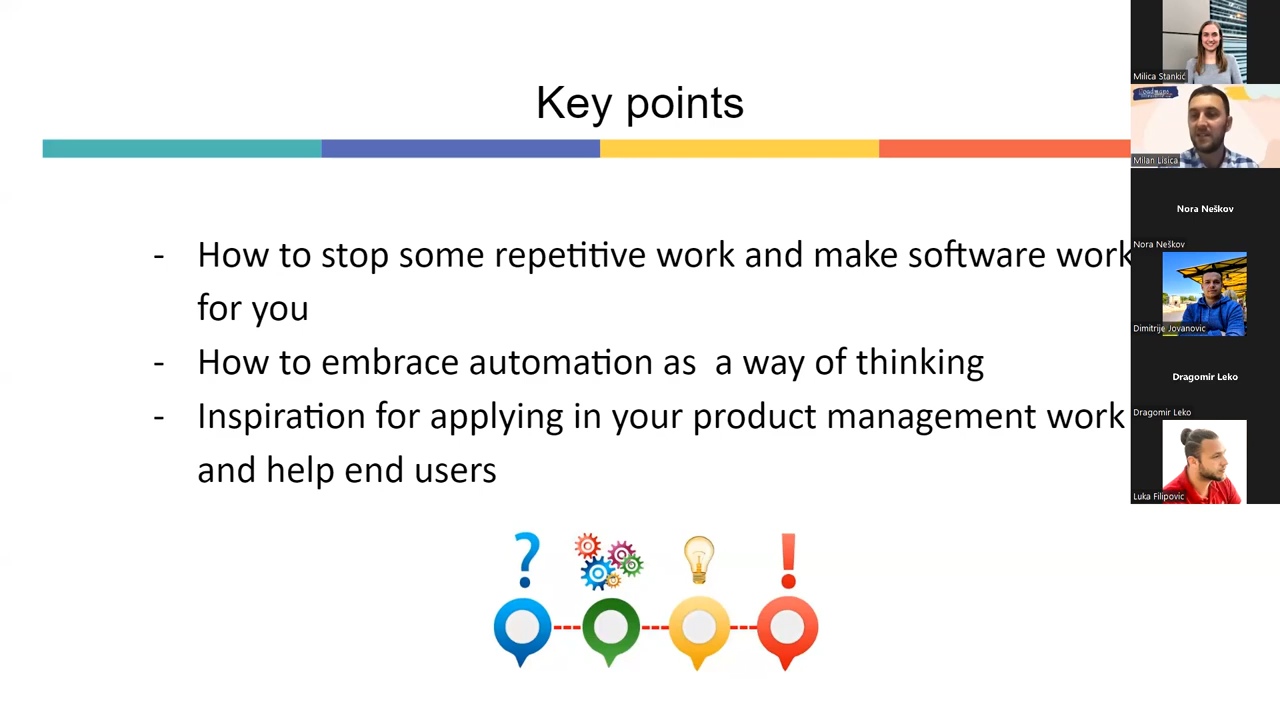 Key points
- How to stop some repetitive work and make software work
for you
- How to embrace automation as  a way of thinking
- Inspiration for applying in your product management work
and help end users
?
!
Milica Stankić
Milan Lisica
Nora Neškov
Nora Neškov
Dimitrije Jovanovic
Dragomir Leko
Dragomir Leko
Luka Filipovic